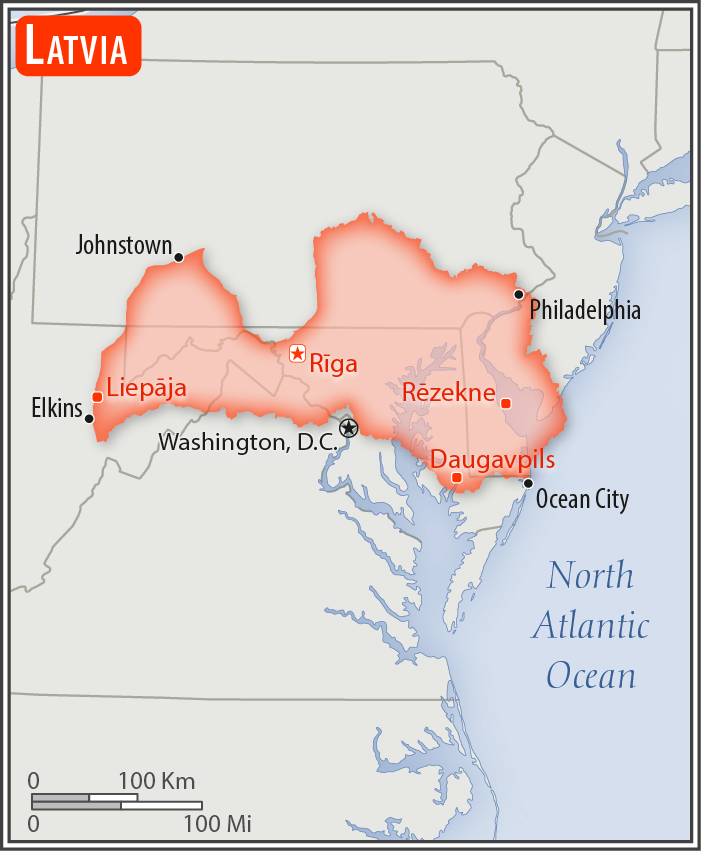 LATVIA
Johnstown
Philadelphia
Rīga
Liepāja
Rēzekne
Elkins
Washington, D.C.
Daugavpils
Ocean City
North
Atlantic
Ocean
0 100 Km
0 100 Mi